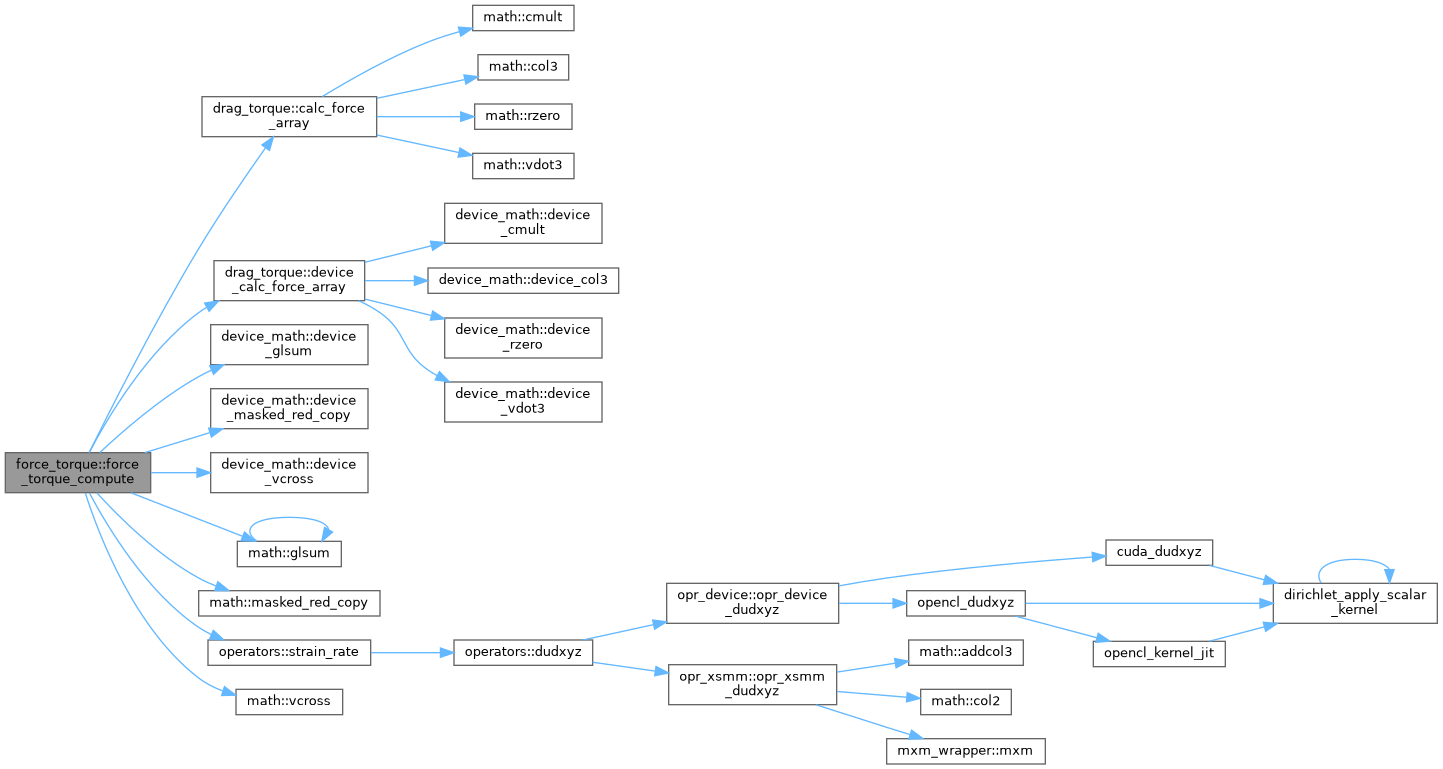 math::cmult
math::col3
drag_torque::calc_force
_array
math::rzero
math::vdot3
device_math::device
_cmult
drag_torque::device
_calc_force_array
device_math::device_col3
device_math::device
_rzero
device_math::device
_glsum
device_math::device
_vdot3
device_math::device
_masked_red_copy
force_torque::force
_torque_compute
device_math::device
_vcross
math::glsum
cuda_dudxyz
math::masked_red_copy
opr_device::opr_device
_dudxyz
opencl_dudxyz
dirichlet_apply_scalar
_kernel
operators::strain_rate
operators::dudxyz
math::addcol3
opencl_kernel_jit
opr_xsmm::opr_xsmm
_dudxyz
math::vcross
math::col2
mxm_wrapper::mxm